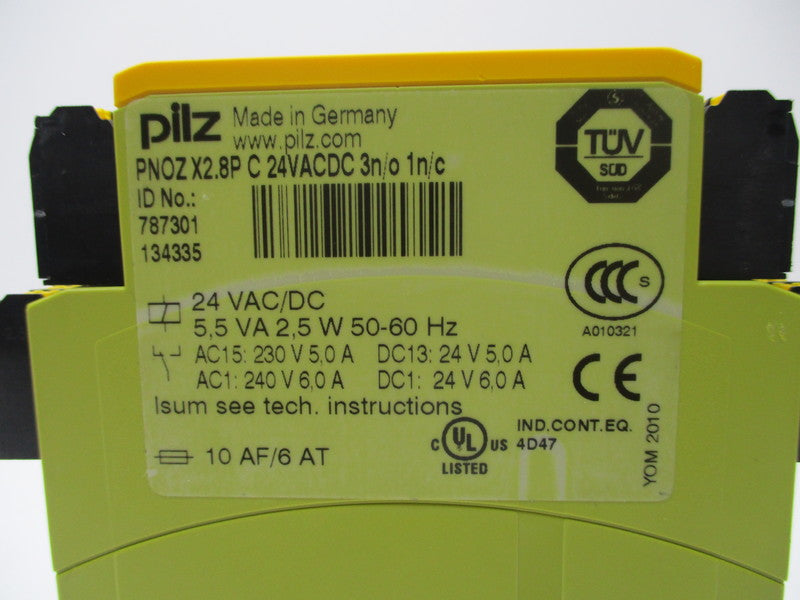 pilz Made in Germany
www.pilz.com
PNOZ X2.8P C 24VACDC 3n/o 1n/c
ID No.:
787301
134335
TÜV
SÜD
CCC S
A010321
24 VAC/DC
5,5 VA 2,5 W 50-60 Hz
AC15: 230 V 5,0 A DC13: 24 V 5,0 A
AC1: 240 V 6,0 A DC1: 24 V 6,0 A
Isum see tech. instructions
CE
10 AF/6 AT
C UL US
LISTED
IND.CONT.EQ.
4D47
YOM 2010